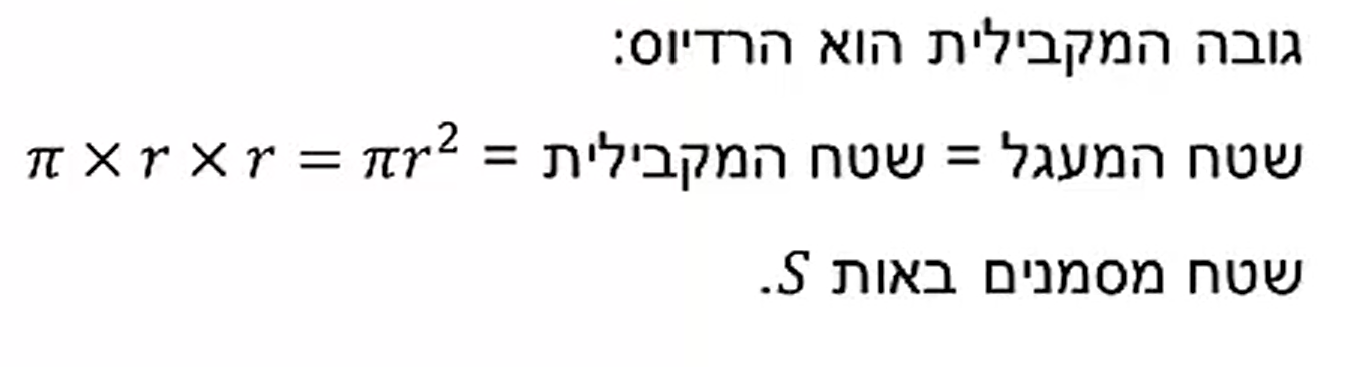 גובה המקבילית הוא הרדיוס:
שטח המעגל = שטח המקבילית = π × r × r = πr²
שטח מסמנים באות S.